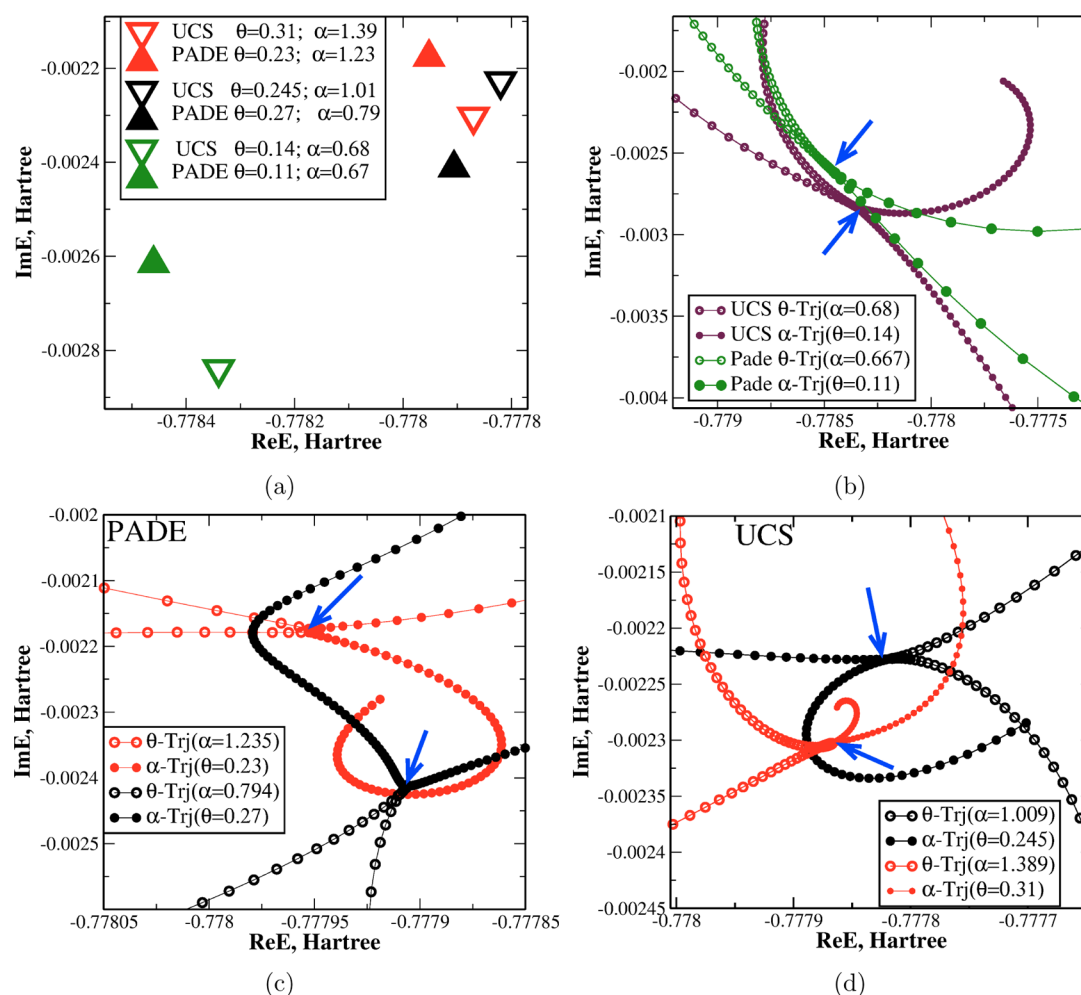 UCS θ=0.31; α=1.39
PADE θ=0.23; α=1.23
UCS θ=0.245; α=1.01
PADE θ=0.27; α=0.79
UCS θ=0.14; α=0.68
PADE θ=0.11; α=0.67
-0.0022
-0.0024
-0.0026
-0.0028
ImE, Hartree
-0.7784
-0.7782
-0.778
-0.7778
ReE, Hartree
(a)
-0.002
-0.0025
-0.003
-0.0035
-0.004
ImE, Hartree
UCS θ-Trj(α=0.68)
UCS α-Trj(θ=0.14)
Pade θ-Trj(α=0.667)
Pade α-Trj(θ=0.11)
-0.779
-0.7785
-0.778
-0.7775
ReE, Hartree
(b)
PADE
-0.002
-0.0021
-0.0022
-0.0023
-0.0024
-0.0025
ImE, Hartree
θ-Trj(α=1.235)
α-Trj(θ=0.23)
θ-Trj(α=0.794)
α-Trj(θ=0.27)
-0.77805
-0.778
-0.77795
-0.7779
-0.77785
ReE, Hartree
(c)
UCS
-0.0021
-0.00215
-0.0022
-0.00225
-0.0023
-0.00235
-0.0024
-0.00245
ImE, Hartree
θ-Trj(α=1.009)
α-Trj(θ=0.245)
θ-Trj(α=1.389)
α-Trj(θ=0.31)
-0.778
-0.7779
-0.7778
-0.7777
ReE, Hartree
(d)